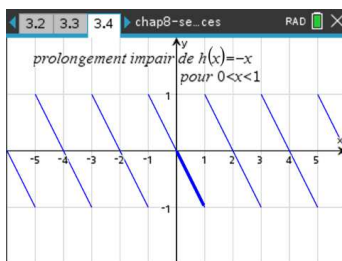 3.2 3.3 3.4 chap8-se...ces RAD
y
prolongement impair de h(x)=-x
pour 0<x<1
1
x
-5 -4 -3 -2 -1 1 2 3 4 5
-1